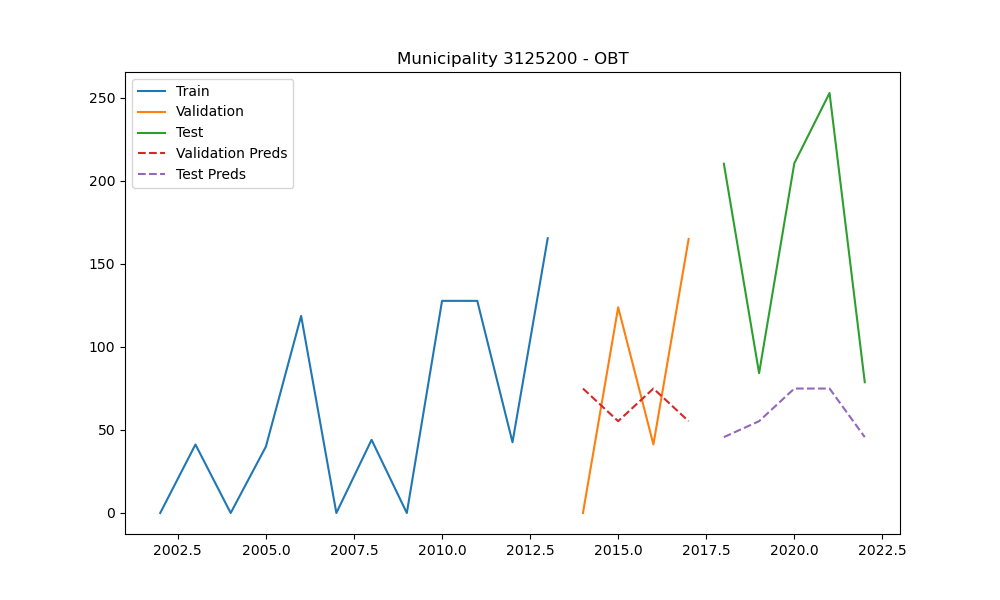 Municipality 3125200 - OBT
Train
Validation
Test
Validation Preds
Test Preds
250
200
150
100
50
0
2002.5 2005.0 2007.5 2010.0 2012.5 2015.0 2017.5 2020.0 2022.5